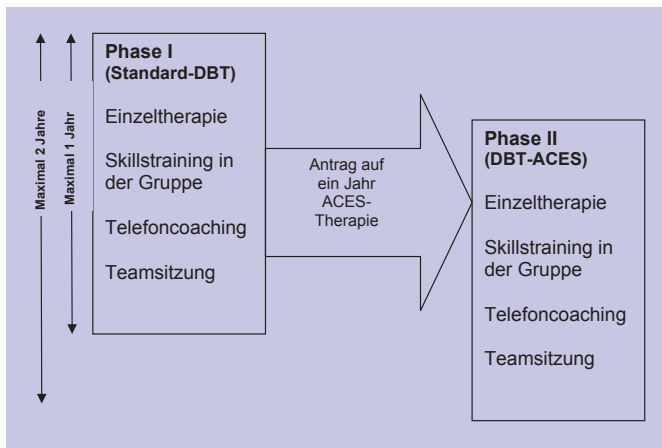 Maximal 2 Jahre
Maximal 1 Jahr
Phase I
(Standard-DBT)
Einzeltherapie
Skillstraining in
der Gruppe
Telefoncoaching
Teamsitzung
Antrag auf
ein Jahr
ACES-
Therapie
Phase II
(DBT-ACES)
Einzeltherapie
Skillstraining in
der Gruppe
Telefoncoaching
Teamsitzung